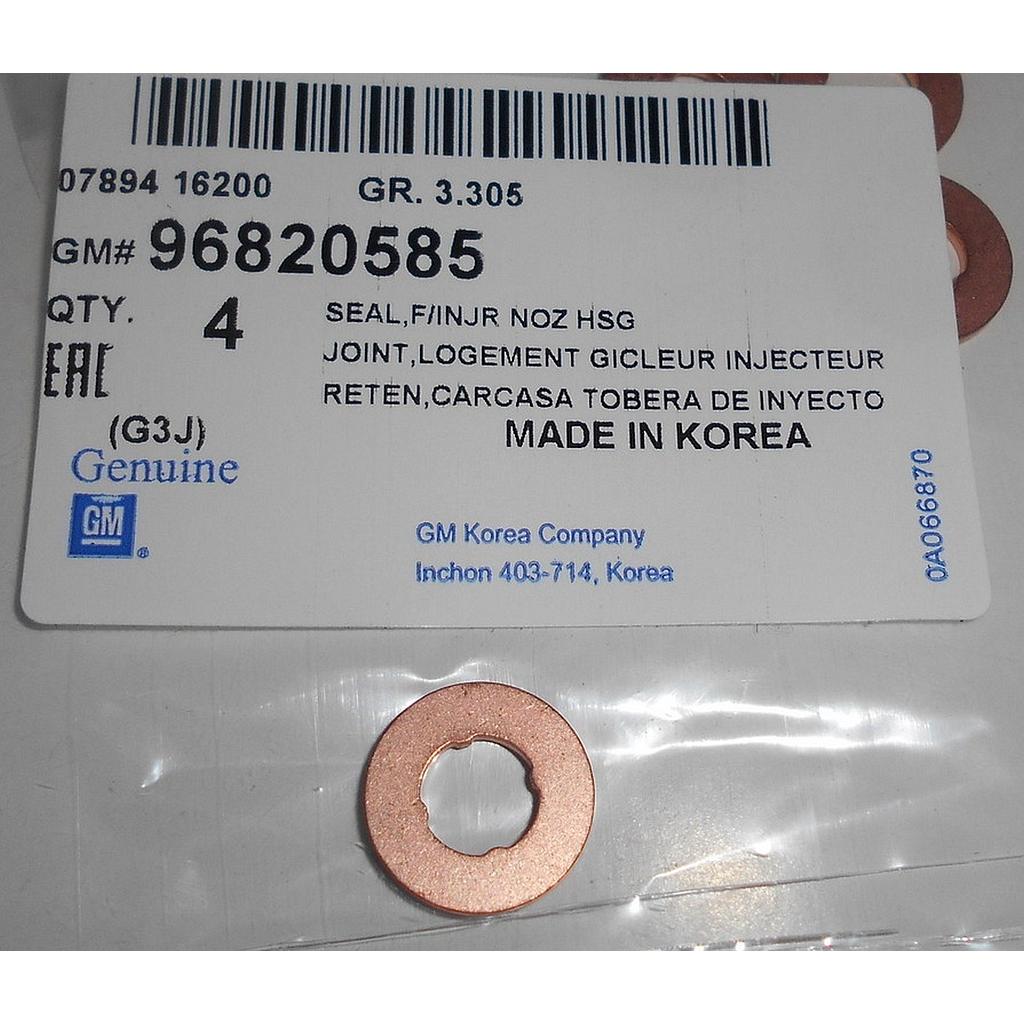 07894 16200 GR. 3.305
GM# 96820585
QTY. 4
SEAL,F/INJR NOZ HSG
JOINT,LOGEMENT GICLEUR INJECTEUR
EAC
RETEN,CARCASA TOBERA DE INYECTO
(G3J)
MADE IN KOREA
Genuine
GM ®
GM Korea Company
Inchon 403-714, Korea
0A066870